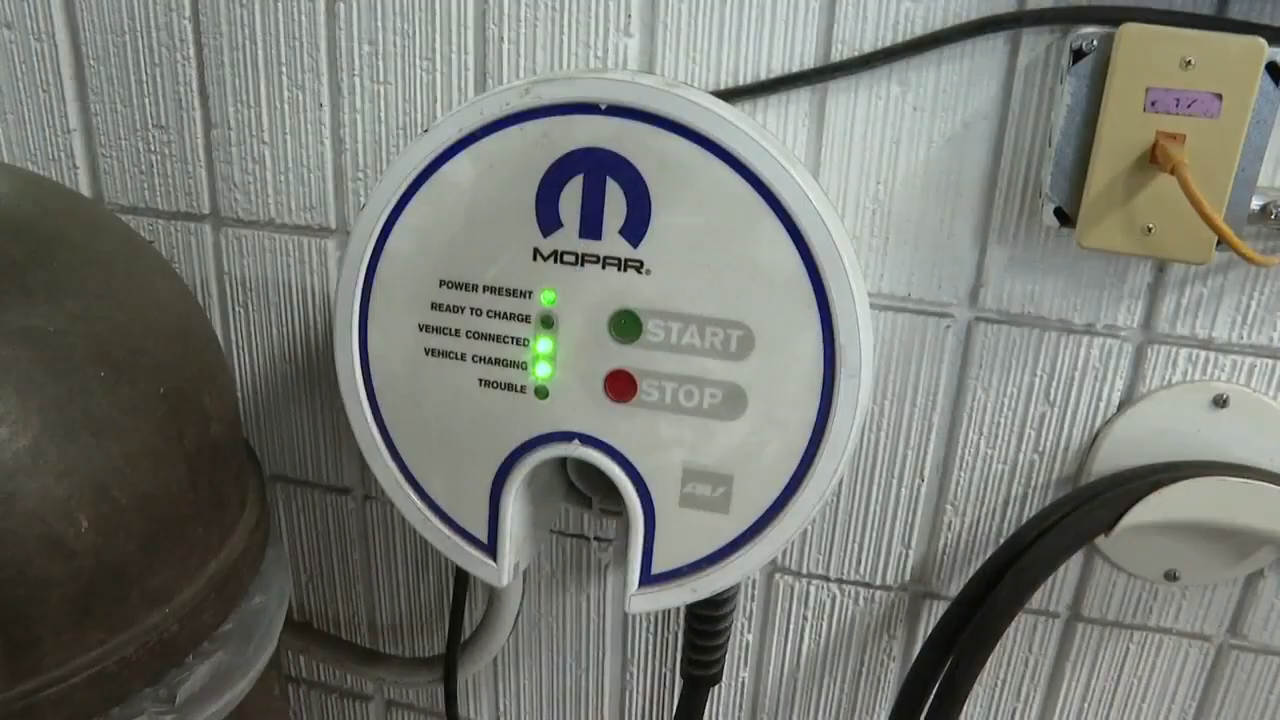 MOPAR®
POWER PRESENT
READY TO CHARGE
VEHICLE CONNECTED
VEHICLE CHARGING
TROUBLE
START
STOP